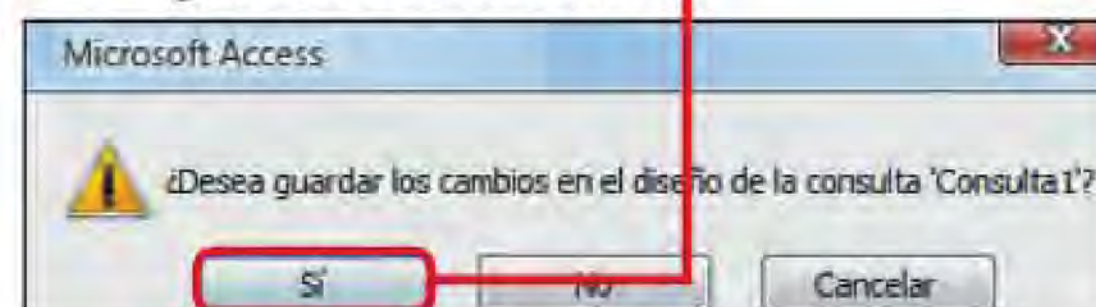 Microsoft Access
¿Desea guardar los cambios en el diseño de la consulta 'Consulta1'?
Sí No Cancelar